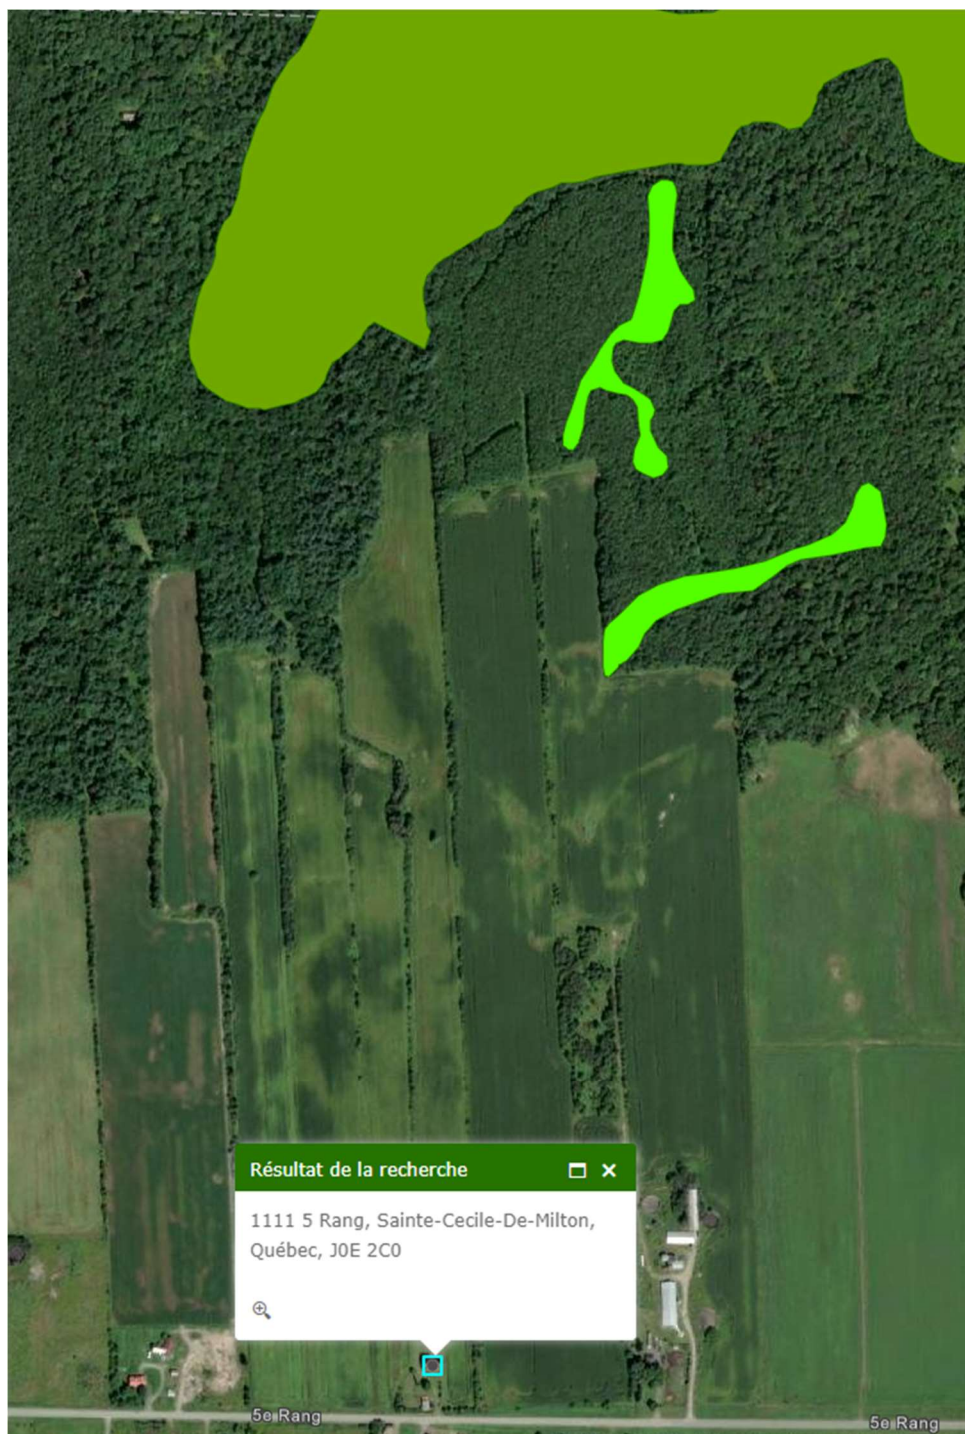 Résultat de la recherche
1111 5 Rang, Sainte-Cecile-De-Milton,
Québec, J0E 2C0
5e Rang
5e Rang